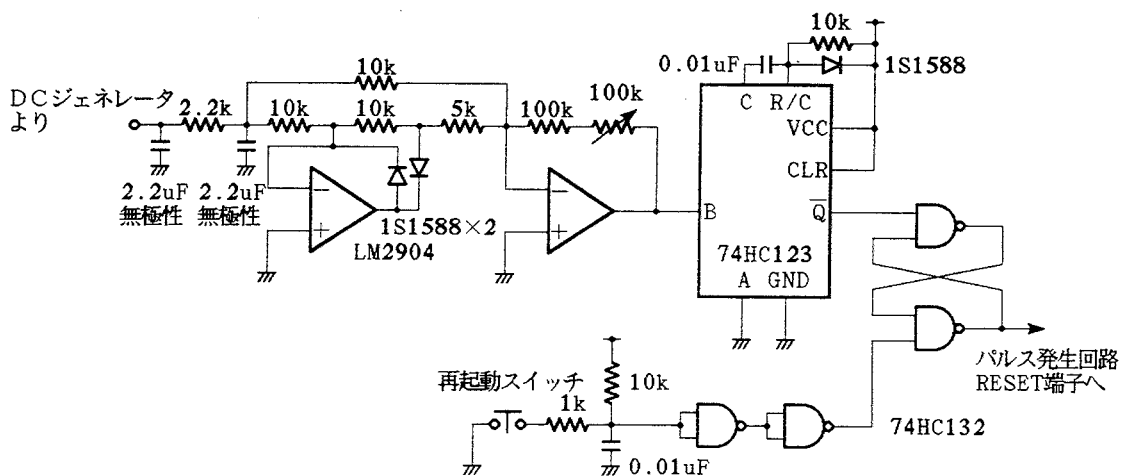 10k
0.01uF
1S1588
C R/C
VCC
CLR
B
Q
74HC123
A GND
10k
DCジェネレータ
より
2.2k
10k
10k
5k
100k
100k
2.2uF
無極性
2.2uF
無極性
−
+
1S1588×2
LM2904
−
+
パルス発生回路
RESET端子へ
再起動スイッチ
1k
10k
0.01uF
74HC132